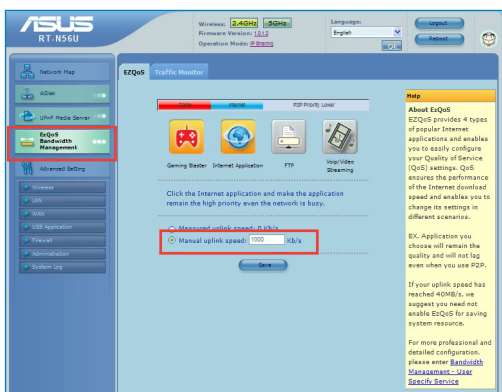 ASUS
RT-N56U
Wireless: 2.4GHz 5GHz
Firmware Version: 1.0.1.2
Operation Mode: IP Sharing
Language:
English
Logout
Reboot
Network Map
AiDisk
UPnP Media Server
EzQoS
Bandwidth
Management
Advanced Setting
Wireless
LAN
WAN
USB Application
Firewall
Administration
System Log
EZQoS Traffic Monitor
Game Internet P2P Priority Lower
Gaming Blaster Internet Application FTP Voip/Video
Streaming
Click the Internet application and make the application
remain the high priority even the network is busy.
Measured uplink speed: 0 Kb/s
Manual uplink speed: 1000 Kb/s
Save
Help
About EzQoS
EZQoS provides 4 types
of popular Internet
applications and enables
you to easily configure
your Quality of Service
(QoS) settings. QoS
ensures the performance
of the Internet download
speed and enables you to
change its settings in
different scenarios.
EX. Application you
choose will remain the
quality and will not lag
even when you use P2P.
If your uplink speed has
reached 40MB/s, we
suggest you need not
enable EzQoS for saving
system resource.
For more professional and
detailed configuration,
please enter Bandwidth
Management - User
Specify Service